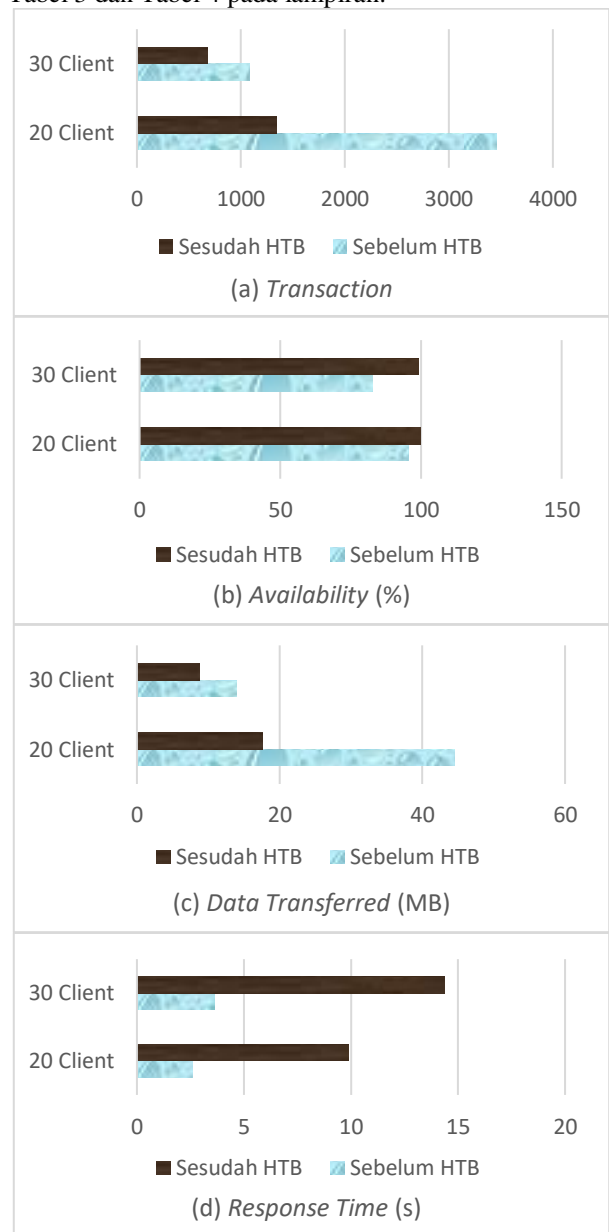 Tabel 3 dan Tabel 4 pada lampiran.
30 Client
20 Client
0 1000 2000 3000 4000
Sesudah HTB Sebelum HTB
(a) Transaction
30 Client
20 Client
0 50 100 150
Sesudah HTB Sebelum HTB
(b) Availability (%)
30 Client
20 Client
0 20 40 60
Sesudah HTB Sebelum HTB
(c) Data Transferred (MB)
30 Client
20 Client
0 5 10 15 20
Sesudah HTB Sebelum HTB
(d) Response Time (s)